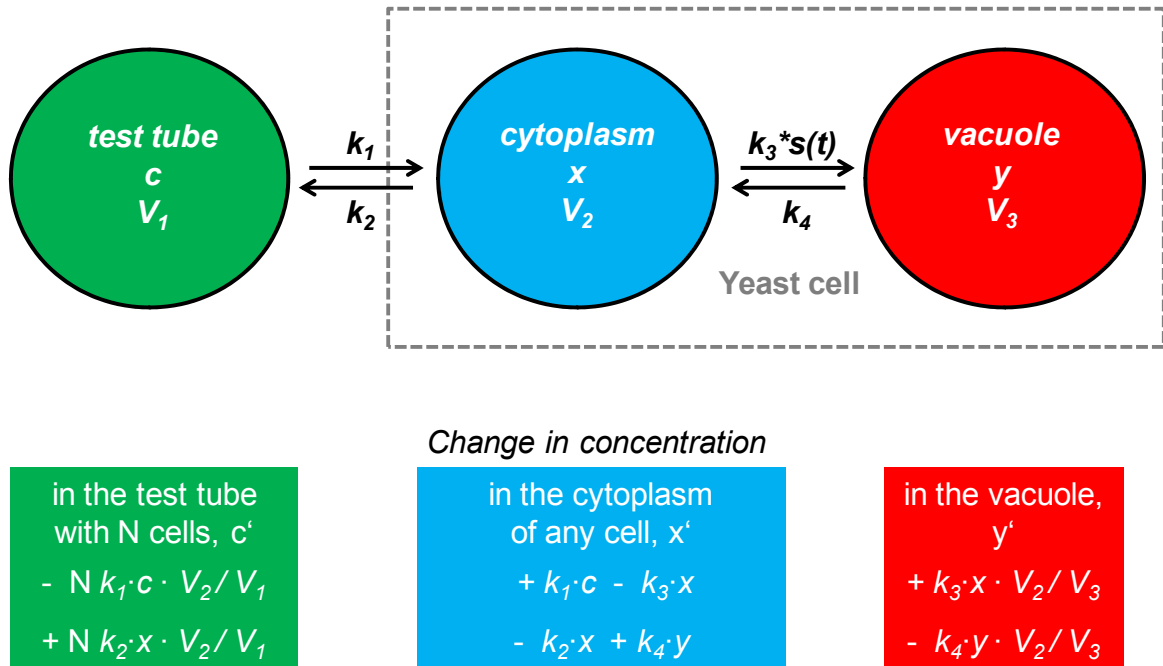 test tube
c
V₁
k₁
k₂
cytoplasm
x
V₂
k₃*s(t)
k₄
vacuole
y
V₃
Yeast cell
Change in concentration
in the test tube
with N cells, c‘
- N k₁·c · V₂ / V₁
+ N k₂·x · V₂ / V₁
in the cytoplasm
of any cell, x‘
+ k₁·c - k₃·x
- k₂·x + k₄·y
in the vacuole,
y‘
+ k₃·x · V₂ / V₃
- k₄·y · V₂ / V₃